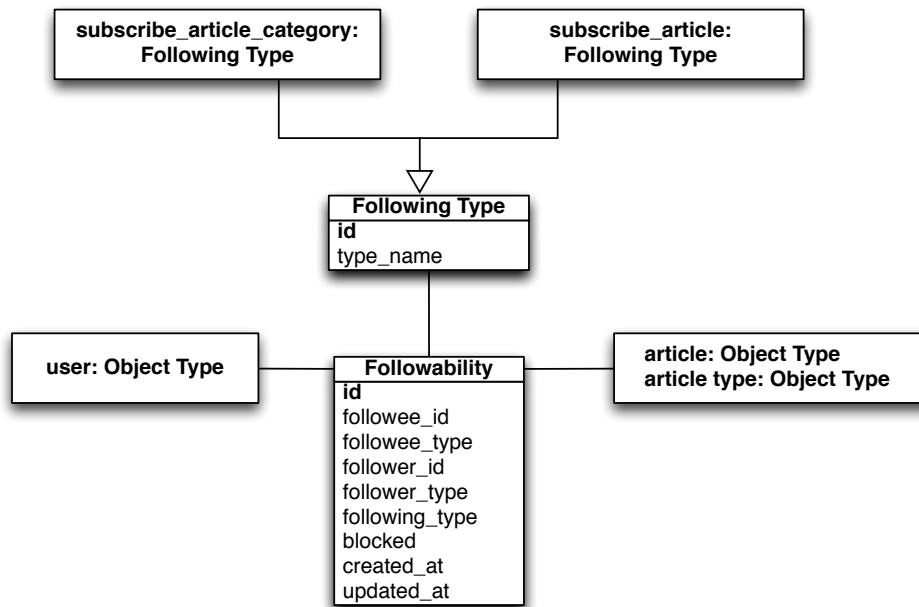 subscribe_article_category:
Following Type
subscribe_article:
Following Type
Following Type
id
type_name
user: Object Type
Followability
id
followee_id
followee_type
follower_id
follower_type
following_type
blocked
created_at
updated_at
article: Object Type
article type: Object Type